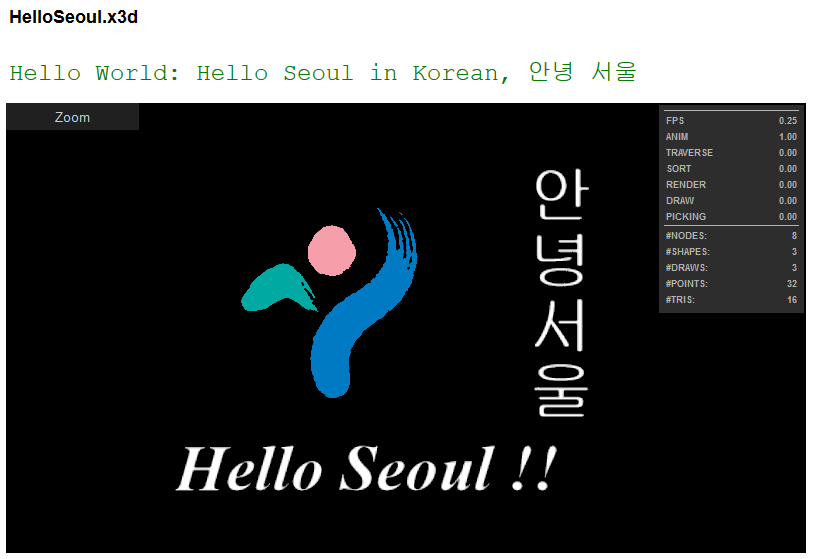 HelloSeoul.x3d
Hello World: Hello Seoul in Korean, 안녕 서울
Zoom
FPS 0.25
ANIM 1.00
TRAVERSE 0.00
SORT 0.00
RENDER 0.00
DRAW 0.00
PICKING 0.00
#NODES: 8
#SHAPES: 3
#DRAWS: 3
#POINTS: 32
#TRIS: 16
안녕서울
Hello Seoul !!